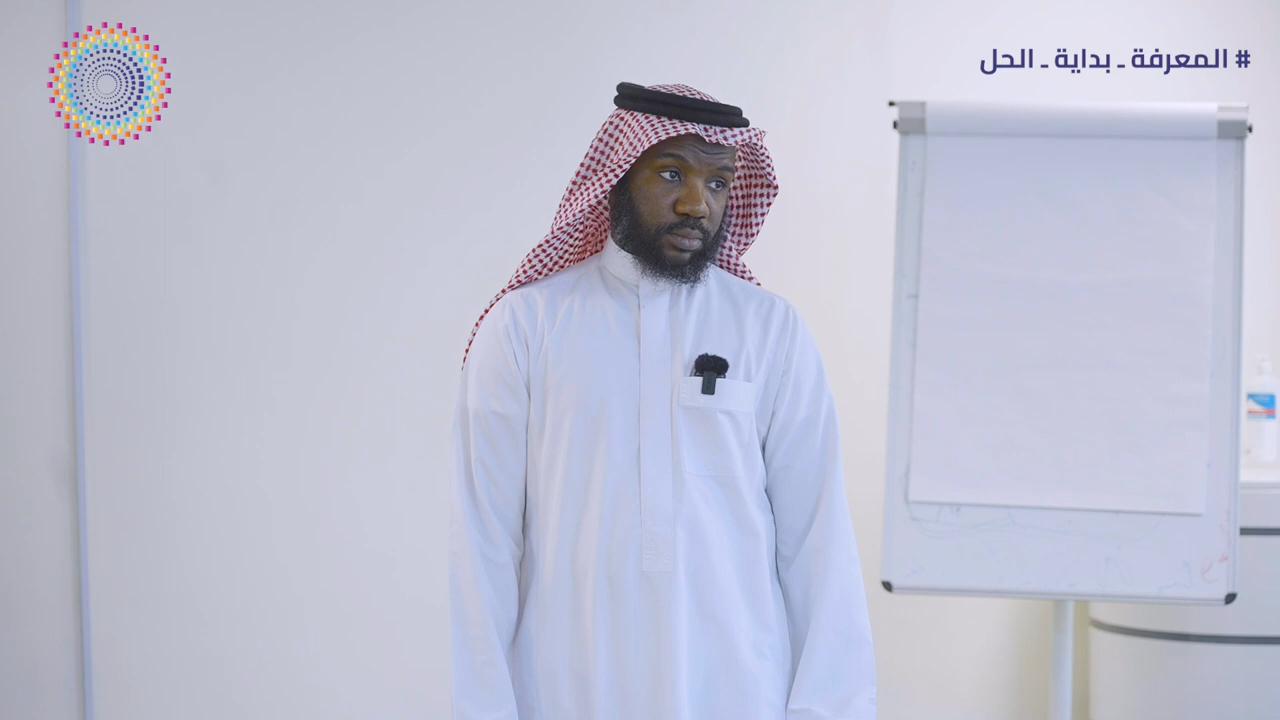 # المعرفة ـ بداية ـ الحل